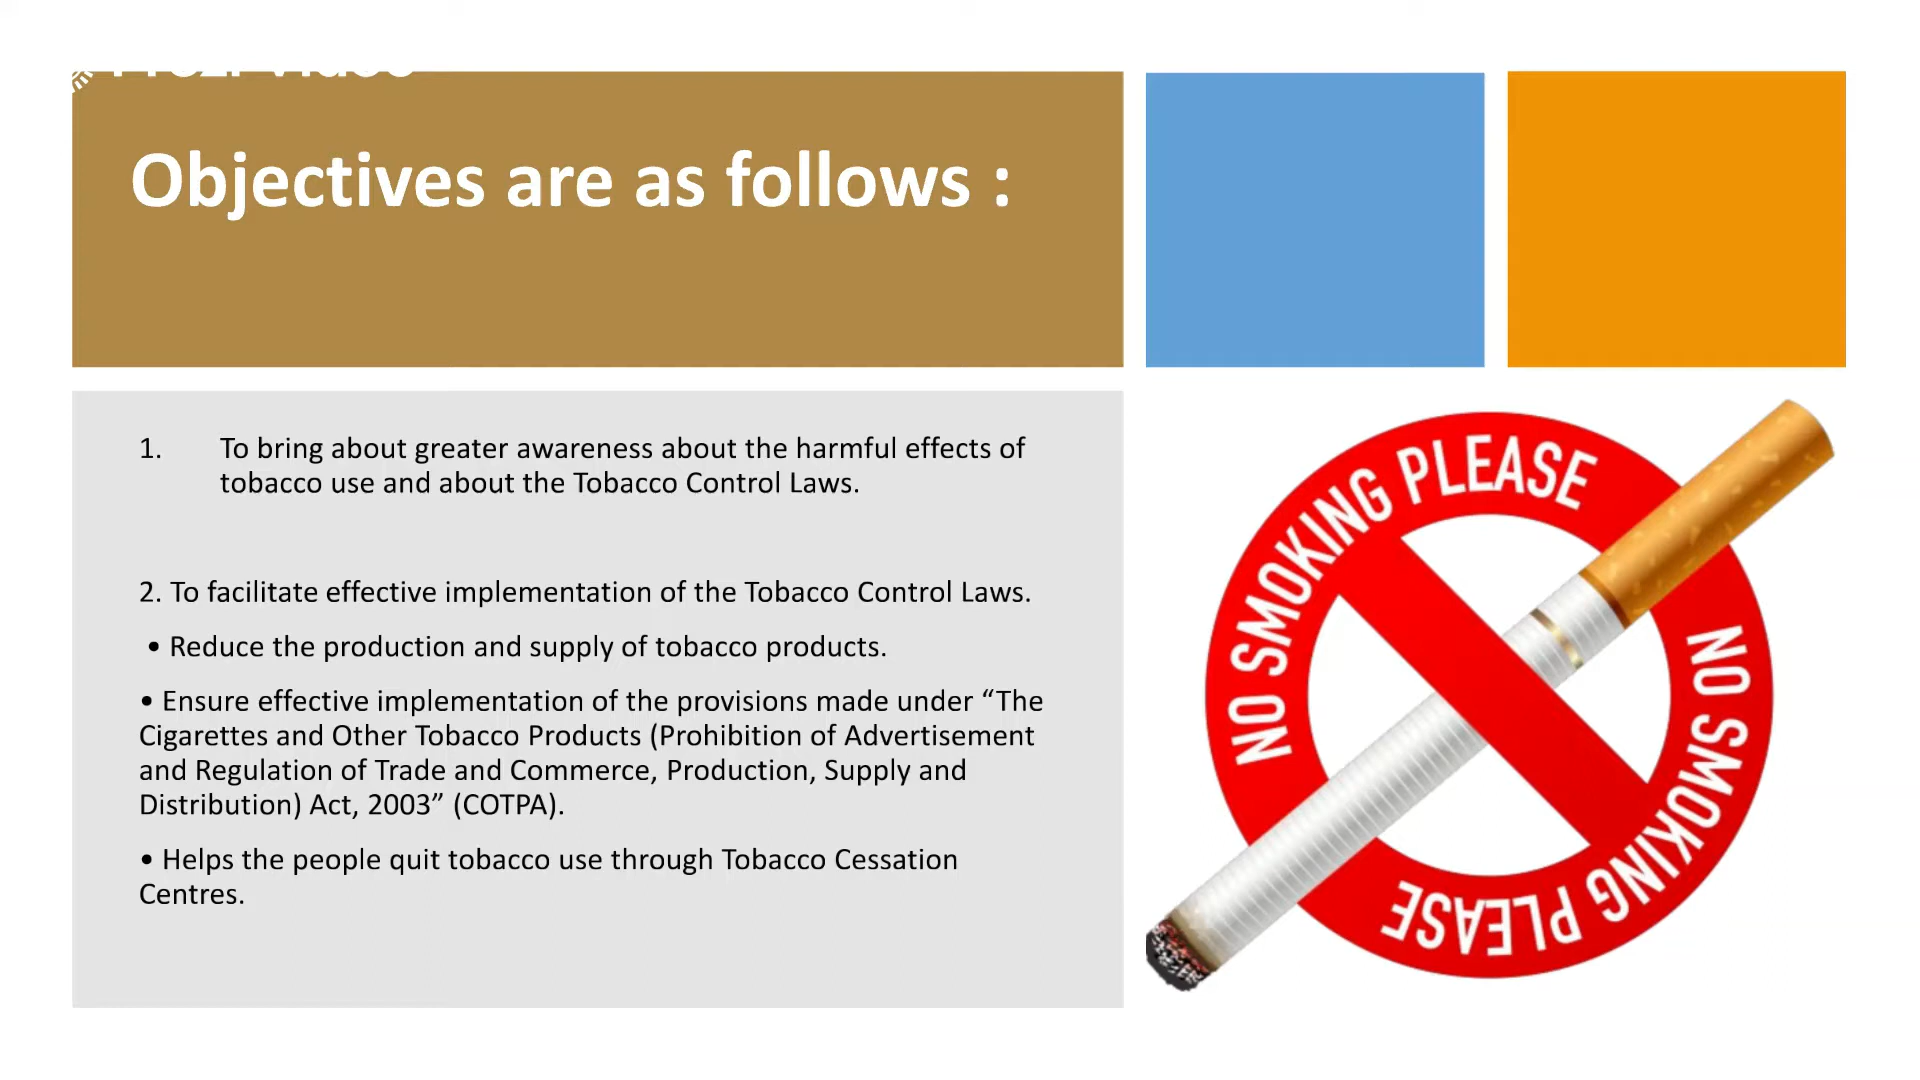 Objectives are as follows :
1. To bring about greater awareness about the harmful effects of
tobacco use and about the Tobacco Control Laws.
2. To facilitate effective implementation of the Tobacco Control Laws.
• Reduce the production and supply of tobacco products.
• Ensure effective implementation of the provisions made under “The
Cigarettes and Other Tobacco Products (Prohibition of Advertisement
and Regulation of Trade and Commerce, Production, Supply and
Distribution) Act, 2003” (COTPA).
• Helps the people quit tobacco use through Tobacco Cessation
Centres.
NO SMOKING PLEASE
NO SMOKING PLEASE